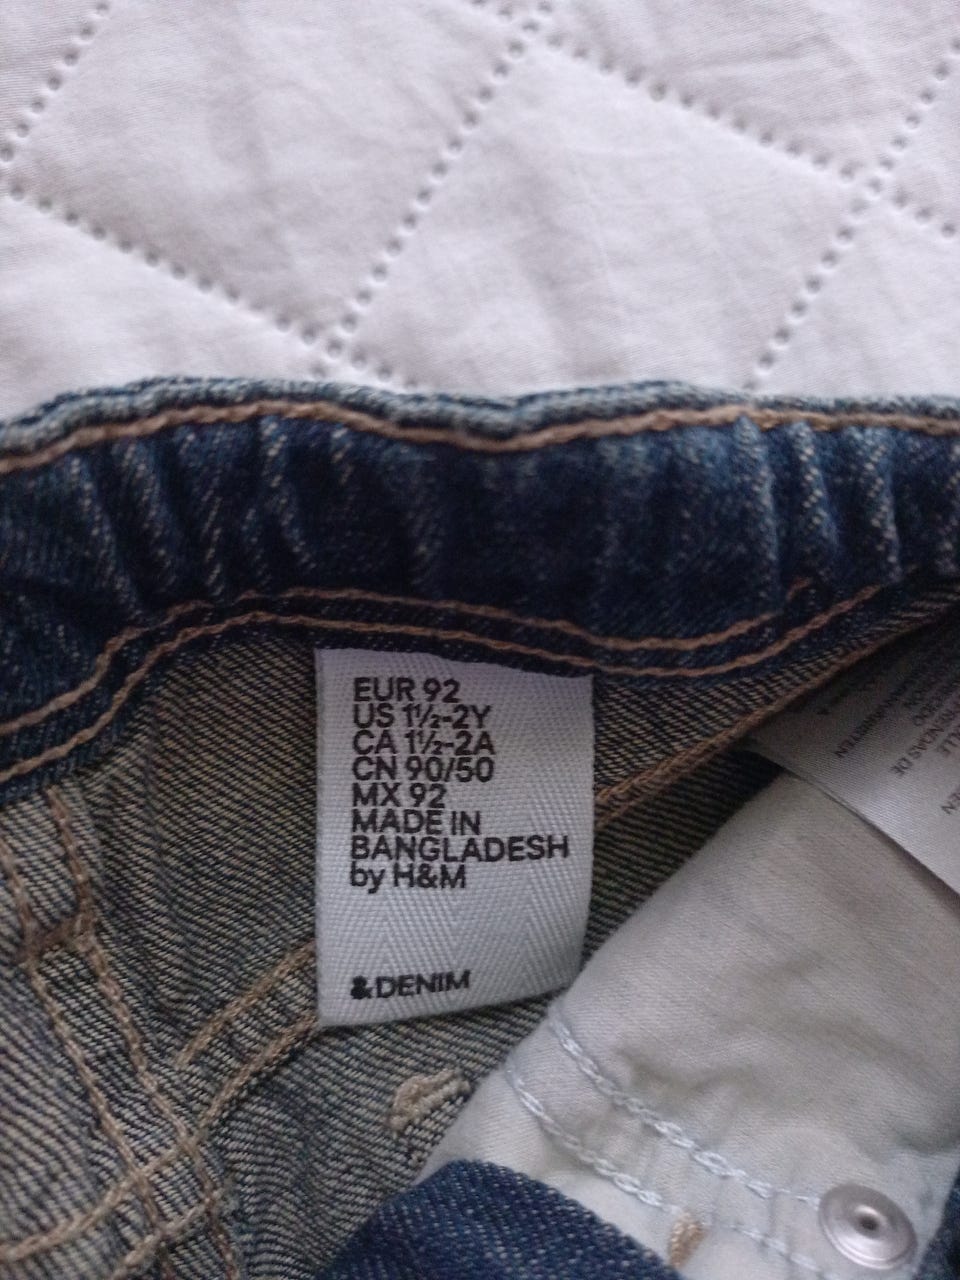 EUR 92
US 1½-2Y
CA 1½-2A
CN 90/50
MX 92
MADE IN
BANGLADESH
by H&M
&DENIM